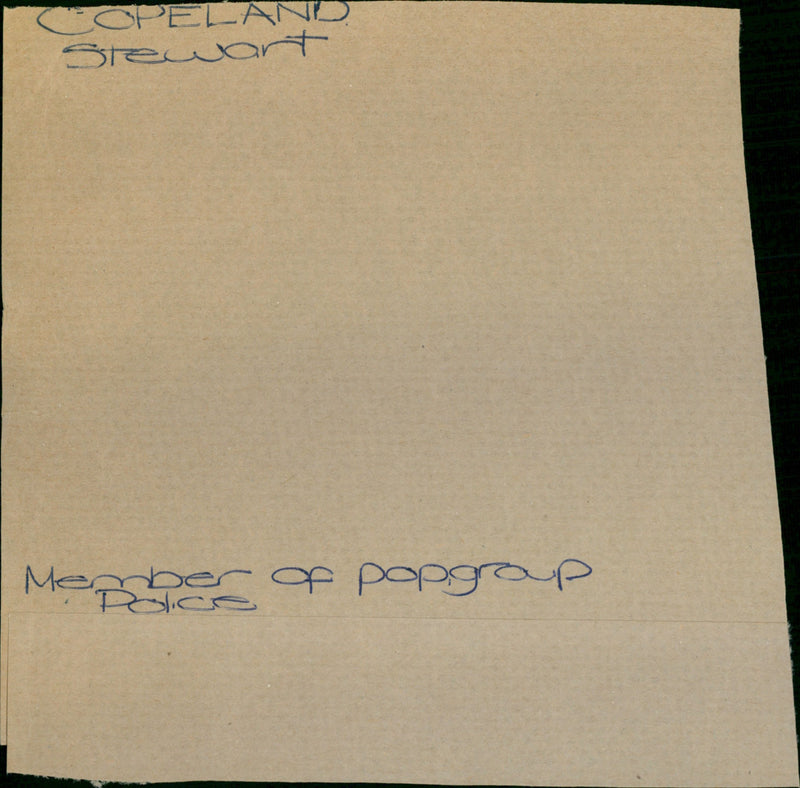 COPELAND
Stewart
Member of popgroup
Police